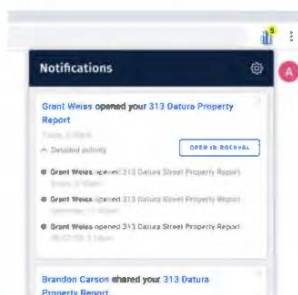 5
Notifications
A
Grant Weiss opened your 313 Datura Property
Report
Detailed activity
OPEN IN ROCKVAL
Grant Weiss opened 313 Datura Street Property Report
Grant Weiss opened 313 Datura Street Property Report
Grant Weiss opened 313 Datura Street Property Report
Brandon Carson shared your 313 Datura
Property Report